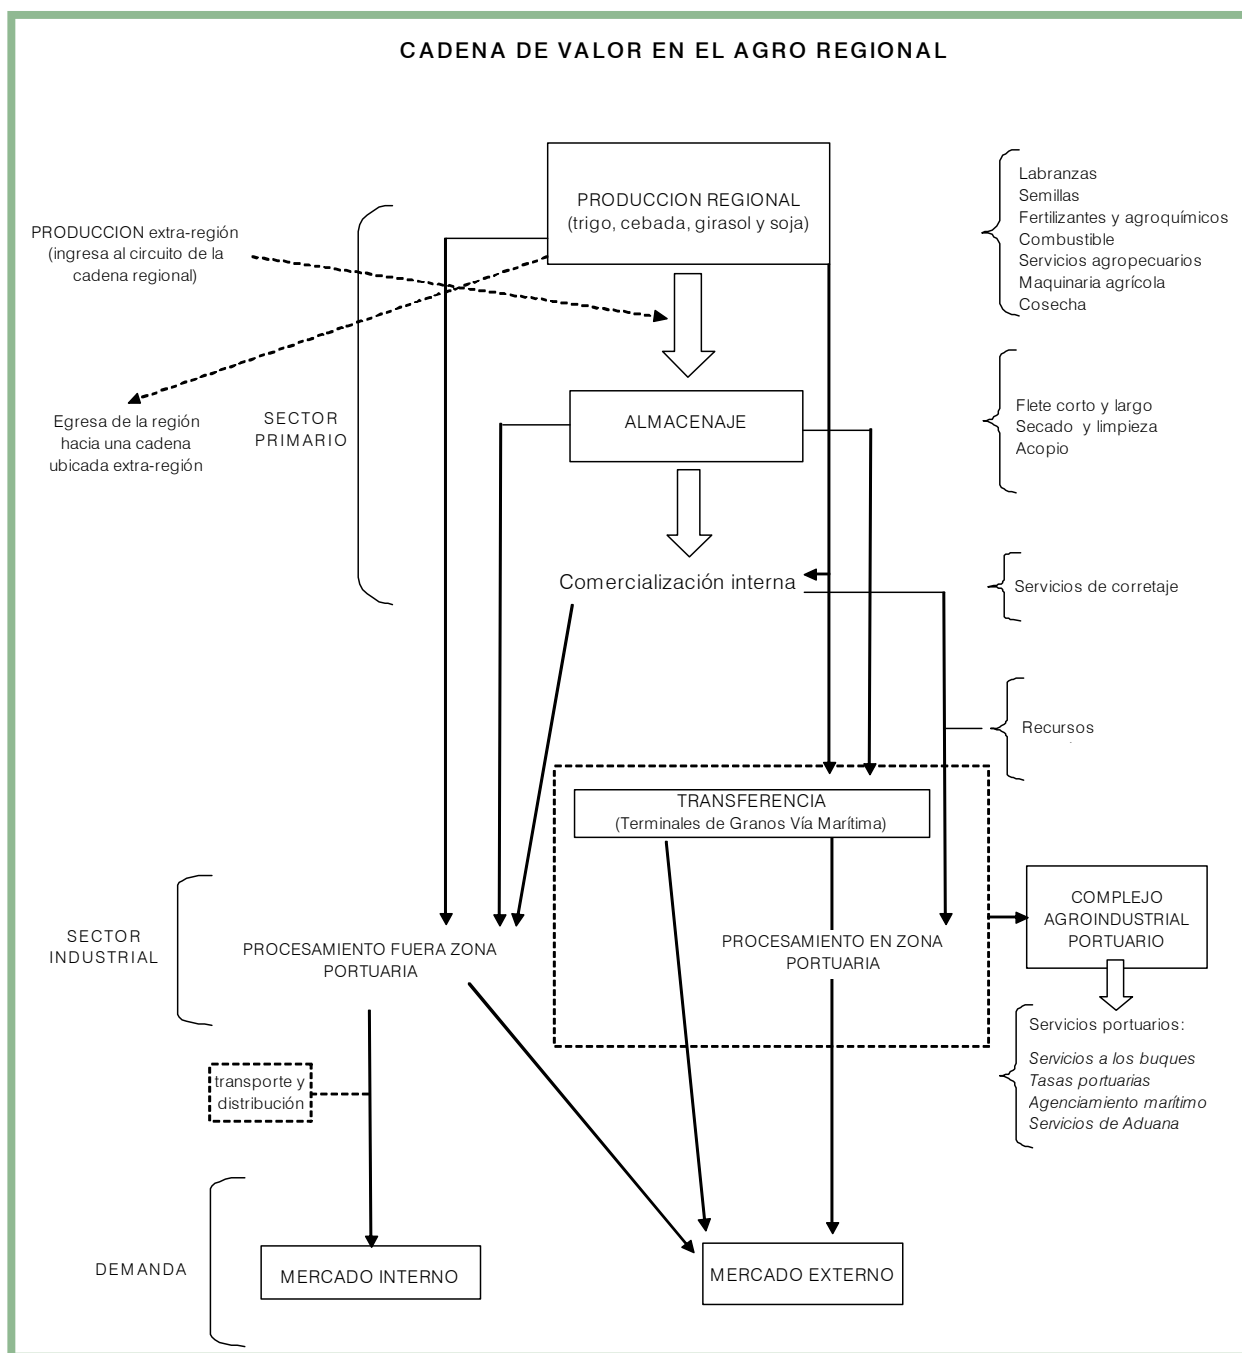 CADENA DE VALOR EN EL AGRO REGIONAL
PRODUCCION REGIONAL
(trigo, cebada, girasol y soja)
Labranzas
Semillas
Fertilizantes y agroquímicos
Combustible
Servicios agropecuarios
Maquinaria agrícola
Cosecha
PRODUCCION extra-región
(ingresa al circuito de la
cadena regional)
Egresa de la región
hacia una cadena
ubicada extra-región
SECTOR
PRIMARIO
ALMACENAJE
Flete corto y largo
Secado y limpieza
Acopio
Comercialización interna
Servicios de corretaje
Recursos
TRANSFERENCIA
(Terminales de Granos Vía Marítima)
SECTOR
INDUSTRIAL
PROCESAMIENTO FUERA ZONA
PORTUARIA
PROCESAMIENTO EN ZONA
PORTUARIA
COMPLEJO
AGROINDUSTRIAL
PORTUARIO
Servicios portuarios:
Servicios a los buques
Tasas portuarias
Agenciamiento marítimo
Servicios de Aduana
transporte y
distribución
DEMANDA
MERCADO INTERNO
MERCADO EXTERNO